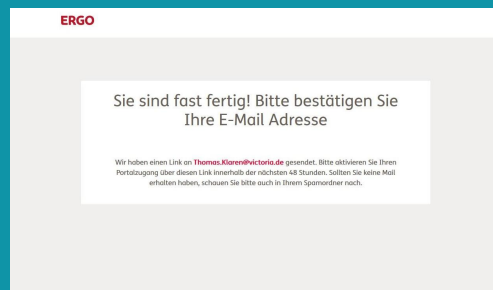 ERGO
Sie sind fast fertig! Bitte bestätigen Sie
Ihre E-Mail Adresse
Wir haben einen Link an Thomas.Klaren@victoria.de gesendet. Bitte aktivieren Sie Ihren
Portalzugang über diesen Link innerhalb der nächsten 48 Stunden. Sollten Sie keine Mail
erhalten haben, schauen Sie bitte auch in Ihrem Spamordner nach.